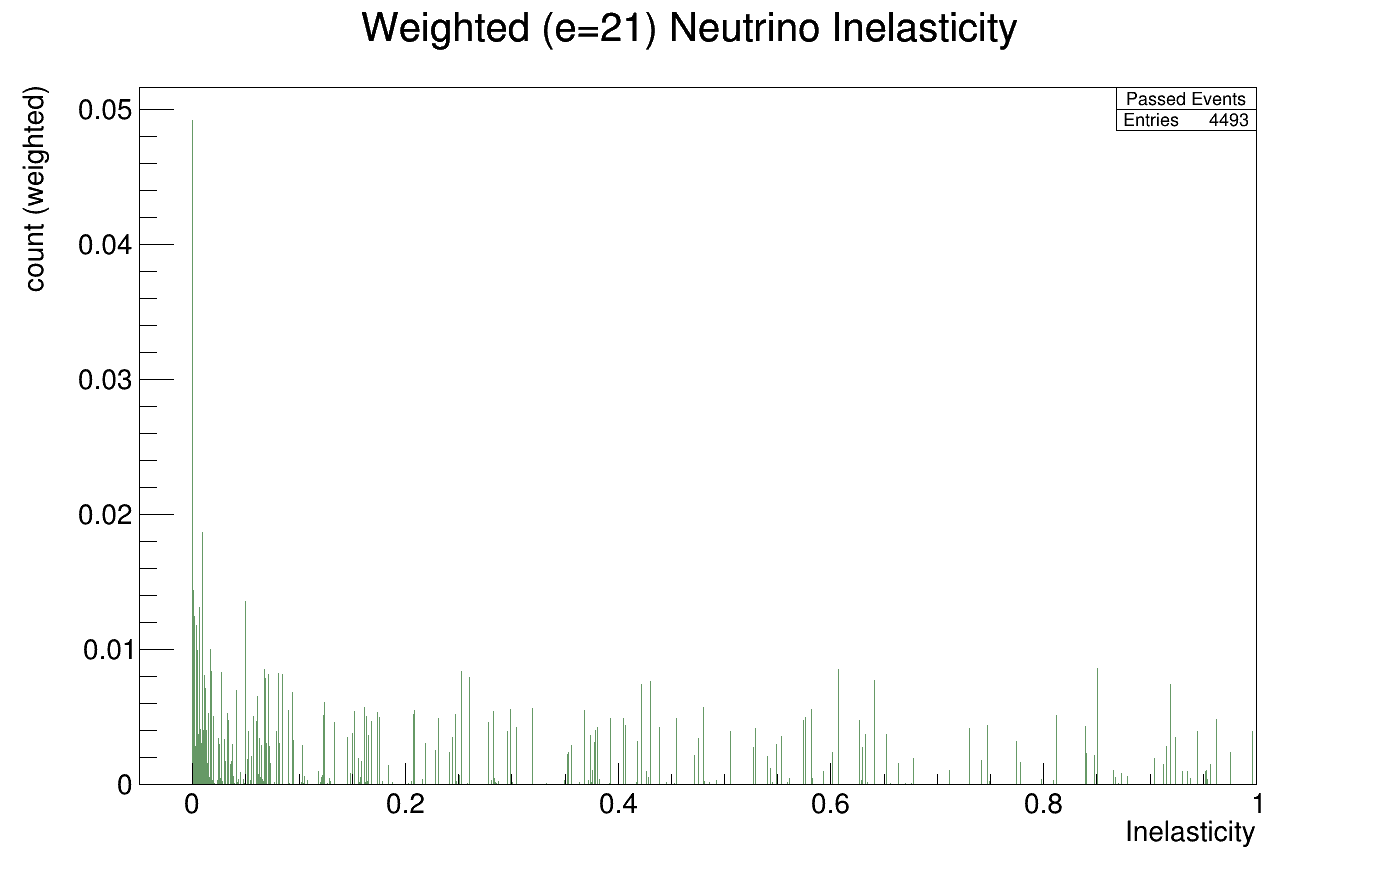 Weighted (e=21) Neutrino Inelasticity
count (weighted)
Passed Events
Entries 4493
0.05
0.04
0.03
0.02
0.01
0
0 0.2 0.4 0.6 0.8 1
Inelasticity